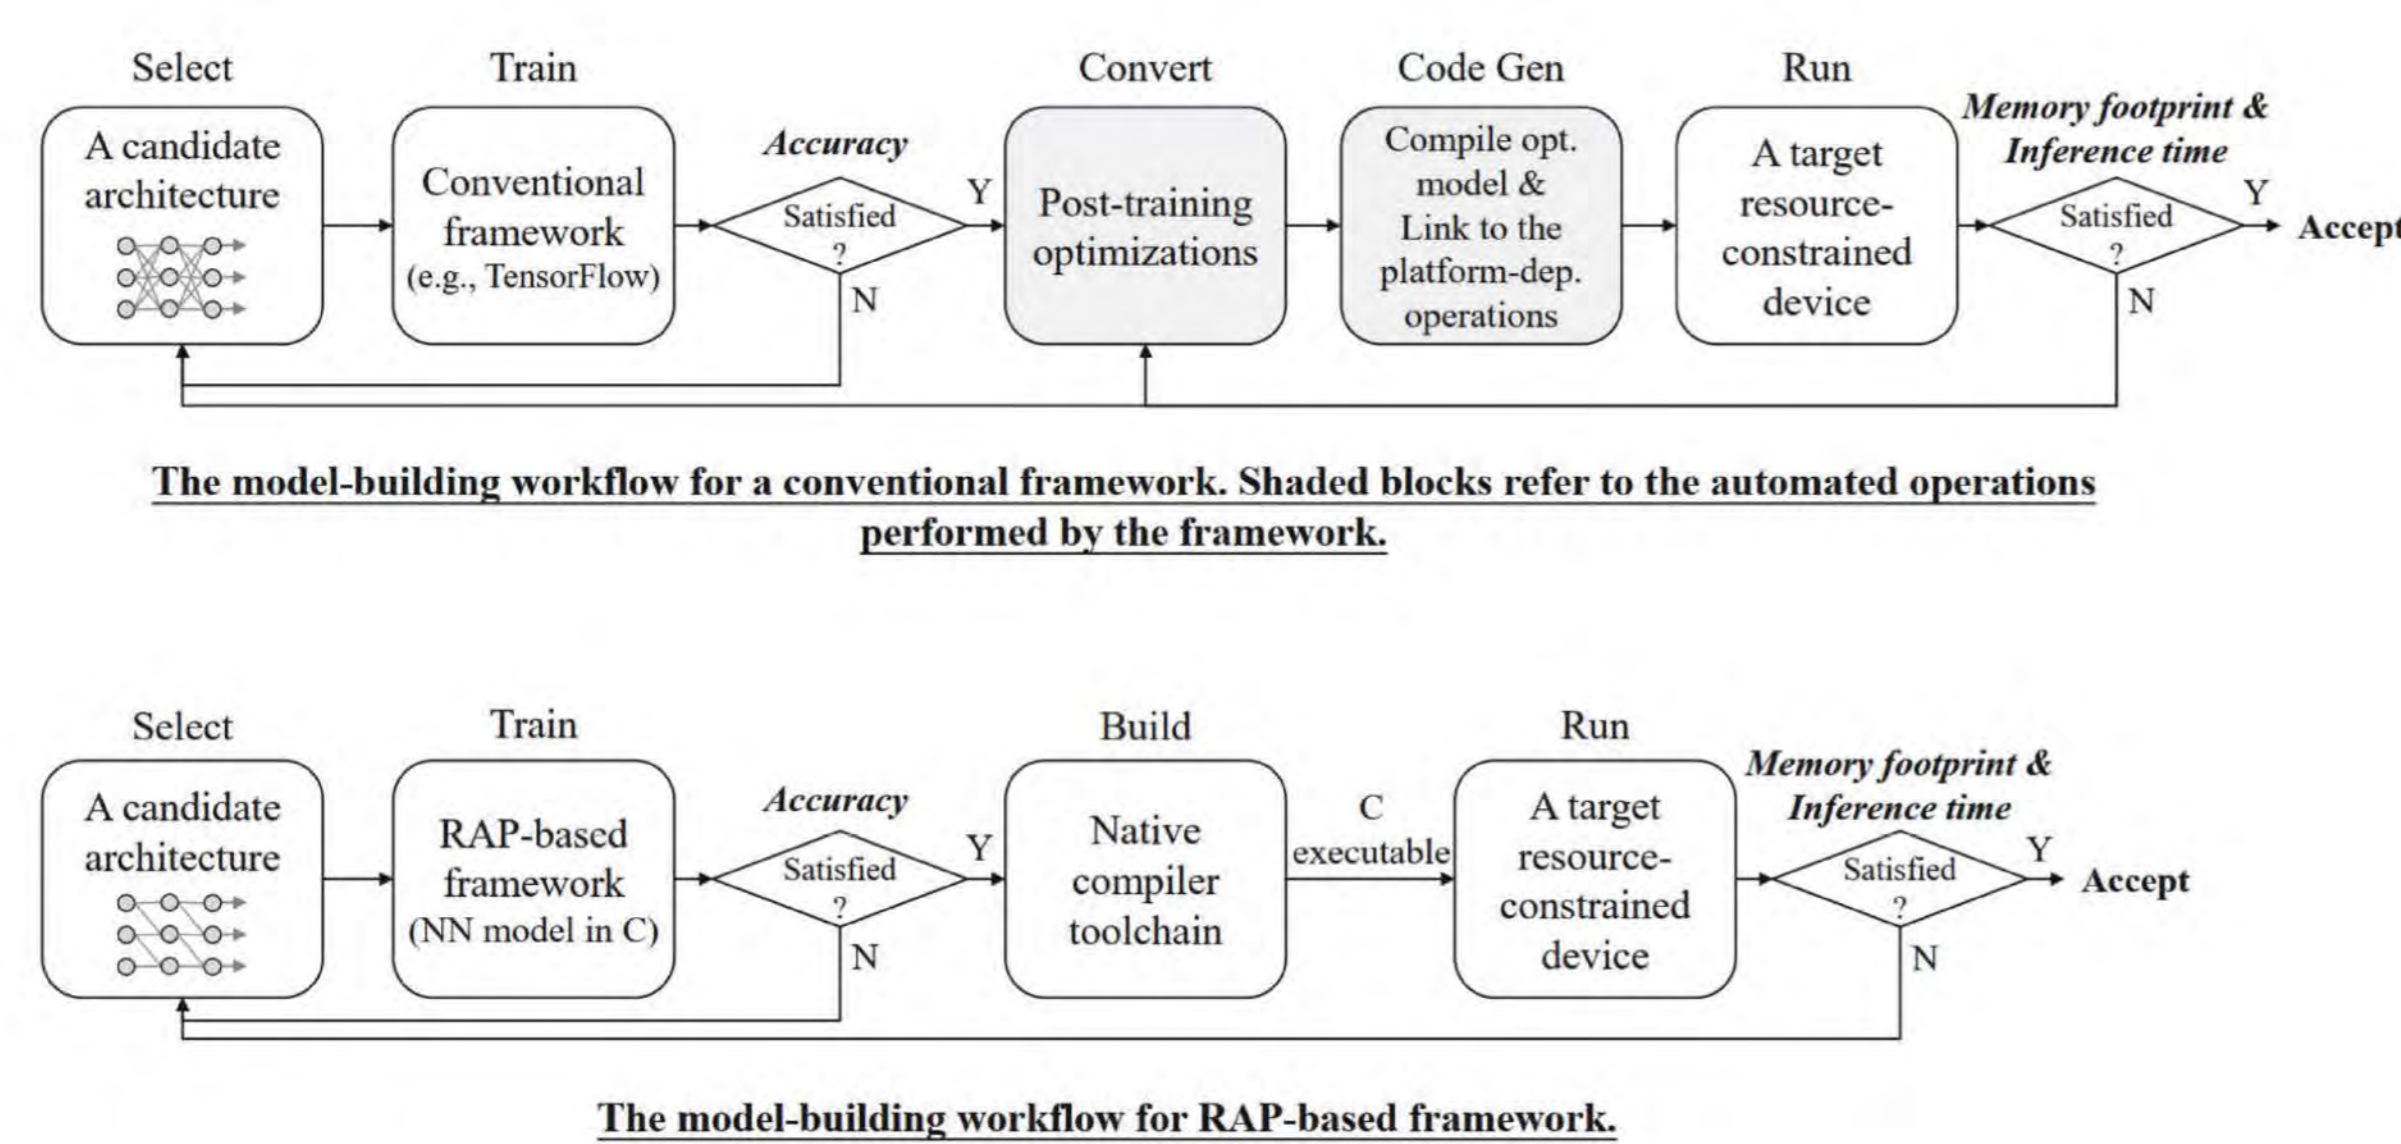 Select
Train
Convert
Code Gen
Run
A candidate
architecture
Conventional
framework
(e.g., TensorFlow)
Accuracy
Satisfied
?
Y
N
Post-training
optimizations
Compile opt.
model &
Link to the
platform-dep.
operations
A target
resource-
constrained
device
Memory footprint &
Inference time
Satisfied
?
Y
N
Accept
The model-building workflow for a conventional framework. Shaded blocks refer to the automated operations
performed by the framework.
Select
Train
Build
Run
A candidate
architecture
RAP-based
framework
(NN model in C)
Accuracy
Satisfied
?
Y
N
Native
compiler
toolchain
C
executable
A target
resource-
constrained
device
Memory footprint &
Inference time
Satisfied
?
Y
N
Accept
The model-building workflow for RAP-based framework.